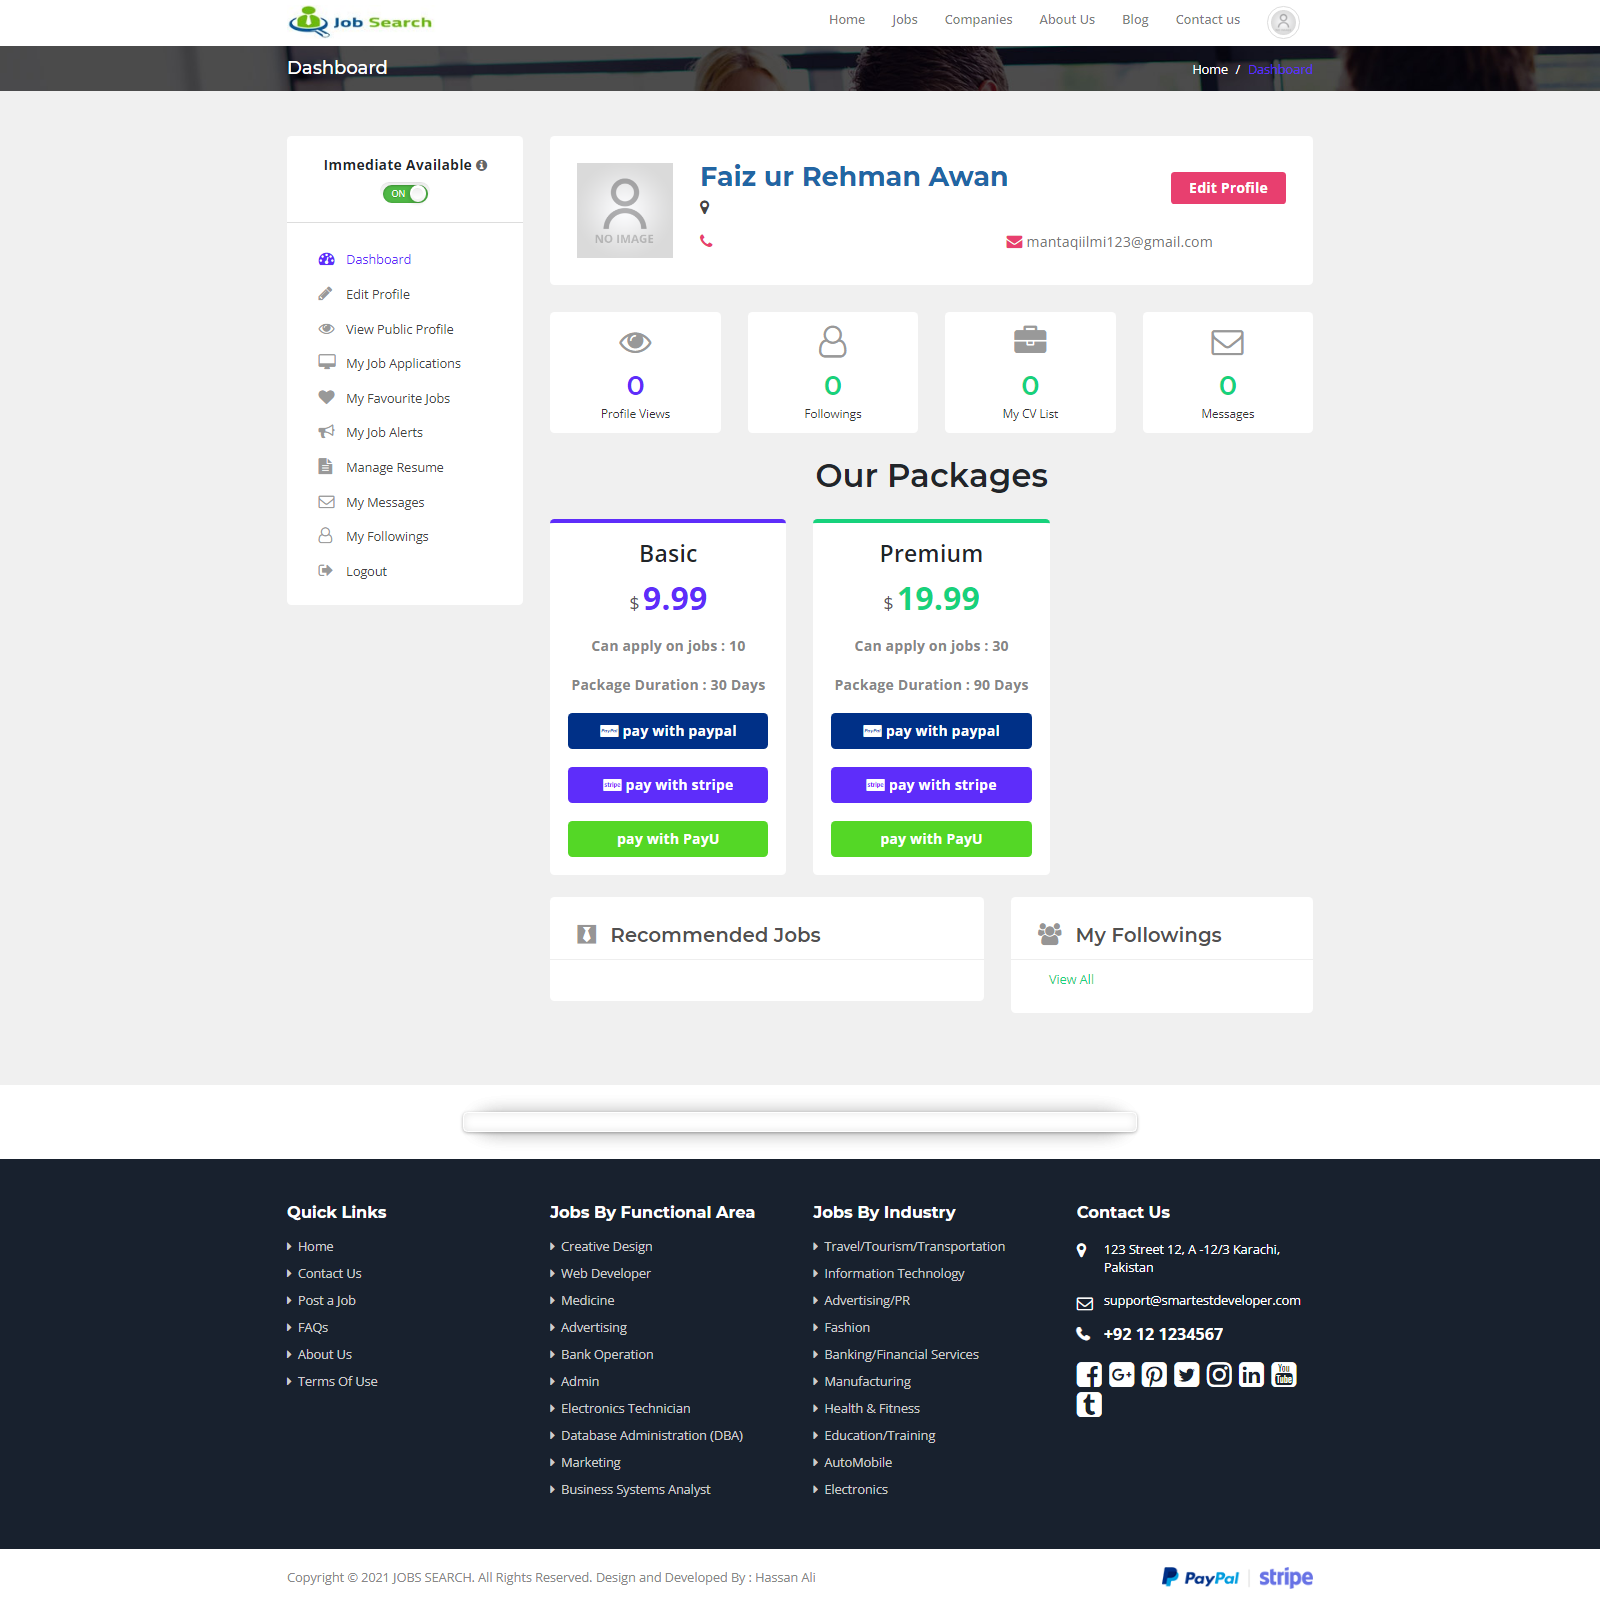 Job Search
Home Jobs Companies About Us Blog Contact us
Dashboard
Home / Dashboard
Immediate Available
ON
Dashboard
Edit Profile
View Public Profile
My Job Applications
My Favourite Jobs
My Job Alerts
Manage Resume
My Messages
My Followings
Logout
NO IMAGE
Faiz ur Rehman Awan
Edit Profile
mantaqiilmi123@gmail.com
0 0 0 0
Profile Views Followings My CV List Messages
Our Packages
Basic
$ 9.99
Can apply on jobs : 10
Package Duration : 30 Days
PayPal pay with paypal
stripe pay with stripe
pay with PayU
Premium
$ 19.99
Can apply on jobs : 30
Package Duration : 90 Days
PayPal pay with paypal
stripe pay with stripe
pay with PayU
Recommended Jobs
My Followings
View All
Quick Links
Home
Contact Us
Post a Job
FAQs
About Us
Terms Of Use
Jobs By Functional Area
Creative Design
Web Developer
Medicine
Advertising
Bank Operation
Admin
Electronics Technician
Database Administration (DBA)
Marketing
Business Systems Analyst
Jobs By Industry
Travel/Tourism/Transportation
Information Technology
Advertising/PR
Fashion
Banking/Financial Services
Manufacturing
Health & Fitness
Education/Training
AutoMobile
Electronics
Contact Us
123 Street 12, A -12/3 Karachi,
Pakistan
support@smartestdeveloper.com
+92 12 1234567
You
Tube
Copyright © 2021 JOBS SEARCH. All Rights Reserved. Design and Developed By : Hassan Ali
PayPal | stripe